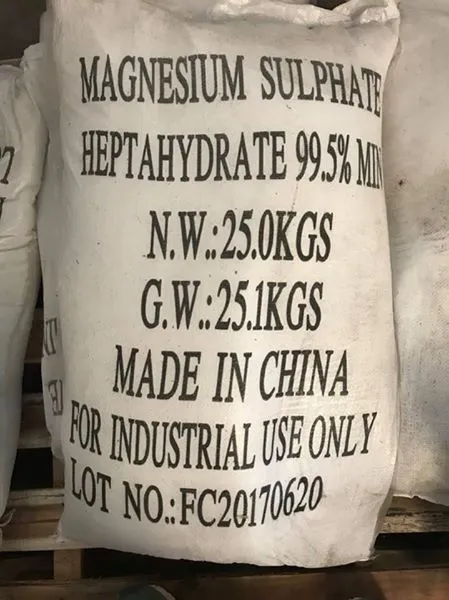 MAGNESIUM SULPHATE
HEPTAHYDRATE 99.5% MIN
N.W.:25.0KGS
G.W.:25.1KGS
MADE IN CHINA
FOR INDUSTRIAL USE ONLY
LOT NO.:FC20170620